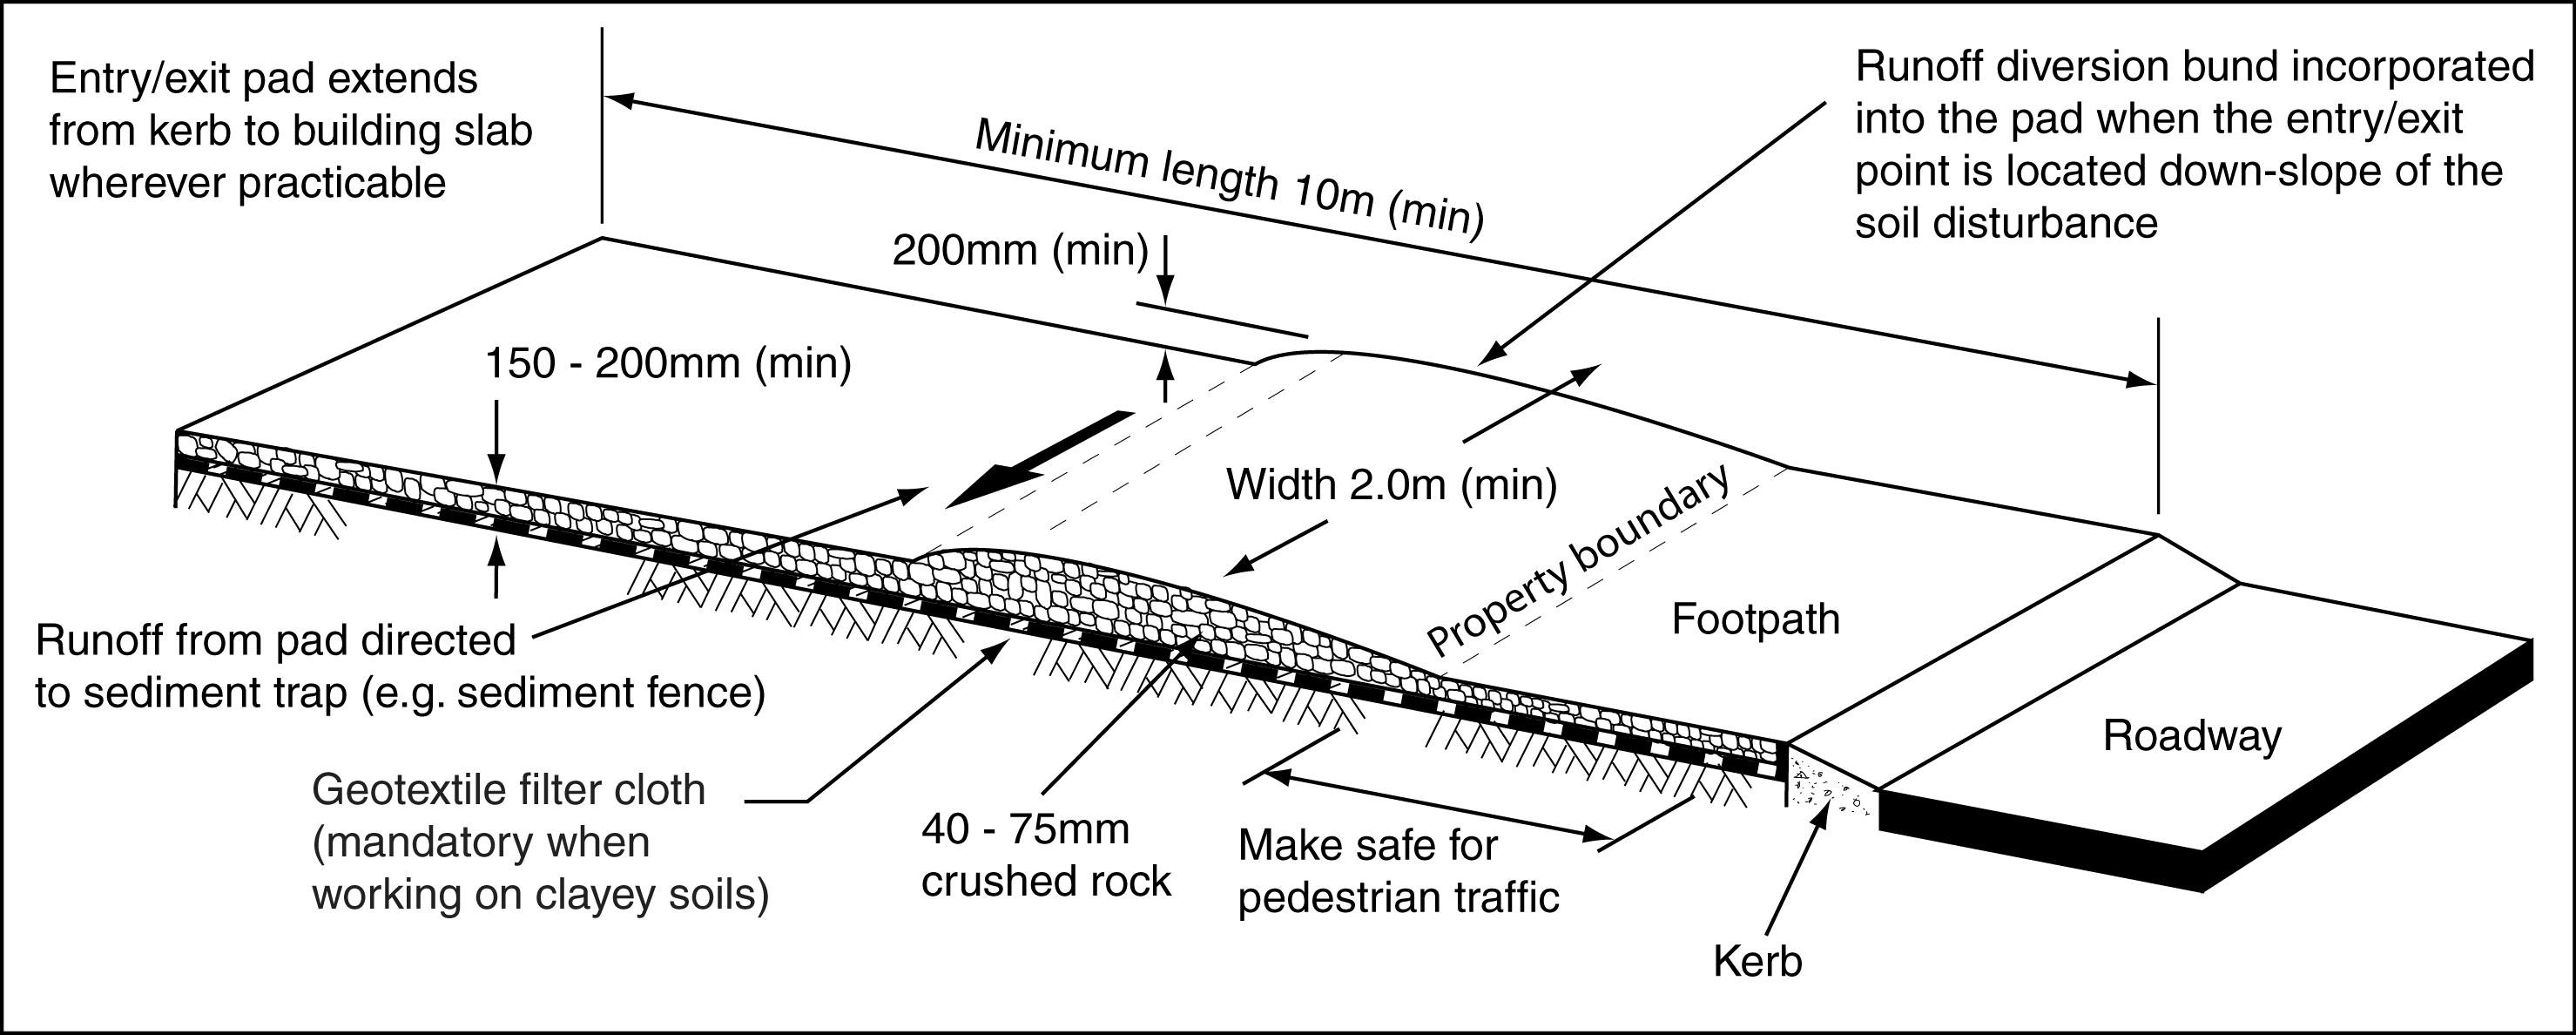 Entry/exit pad extends
from kerb to building slab
wherever practicable
Minimum length 10m (min)
Runoff diversion bund incorporated
into the pad when the entry/exit
point is located down-slope of the
soil disturbance
200mm (min)
150 - 200mm (min)
Width 2.0m (min)
Property boundary
Footpath
Roadway
Runoff from pad directed
to sediment trap (e.g. sediment fence)
Geotextile filter cloth
(mandatory when
working on clayey soils)
40 - 75mm
crushed rock
Make safe for
pedestrian traffic
Kerb